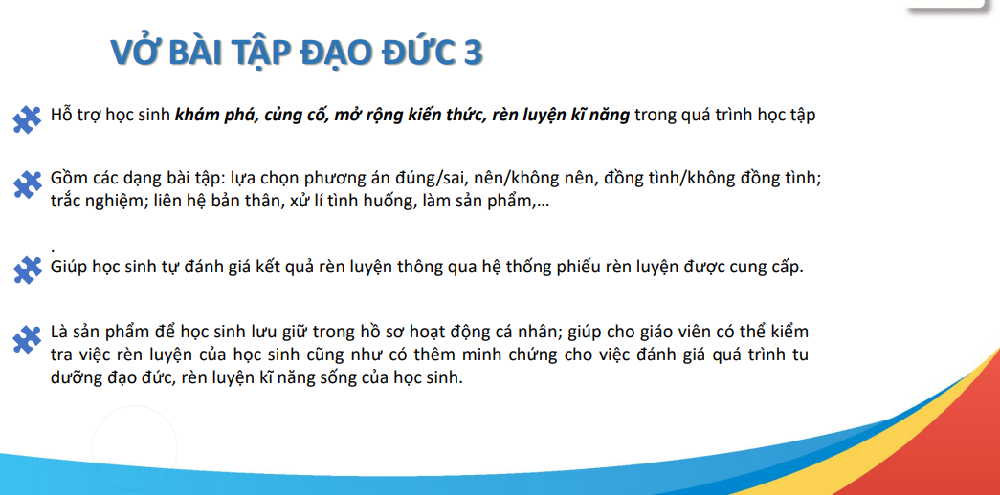 VỞ BÀI TẬP ĐẠO ĐỨC 3
Hỗ trợ học sinh khám phá, củng cố, mở rộng kiến thức, rèn luyện kĩ năng trong quá trình học tập
Gồm các dạng bài tập: lựa chọn phương án đúng/sai, nên/không nên, đồng tình/không đồng tình;
trắc nghiệm; liên hệ bản thân, xử lí tình huống, làm sản phẩm,...
.
Giúp học sinh tự đánh giá kết quả rèn luyện thông qua hệ thống phiếu rèn luyện được cung cấp.
Là sản phẩm để học sinh lưu giữ trong hồ sơ hoạt động cá nhân; giúp cho giáo viên có thể kiểm
tra việc rèn luyện của học sinh cũng như có thêm minh chứng cho việc đánh giá quá trình tu
dưỡng đạo đức, rèn luyện kĩ năng sống của học sinh.